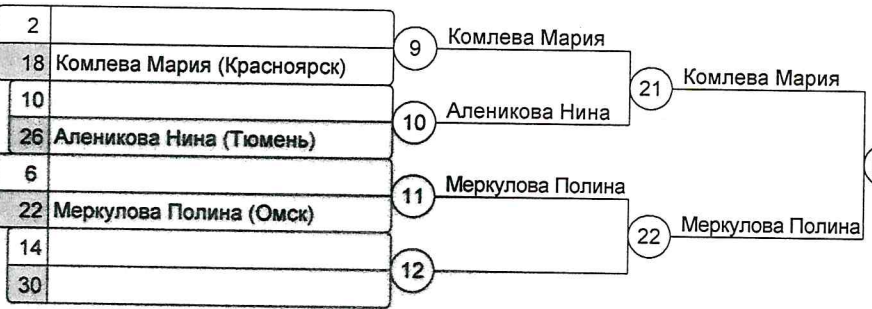 2
9 Комлева Мария
18 Комлева Мария (Красноярск)
21 Комлева Мария
10
10 Аленикова Нина
26 Аленикова Нина (Тюмень)
6
11 Меркулова Полина
22 Меркулова Полина (Омск)
22 Меркулова Полина
14
12
30